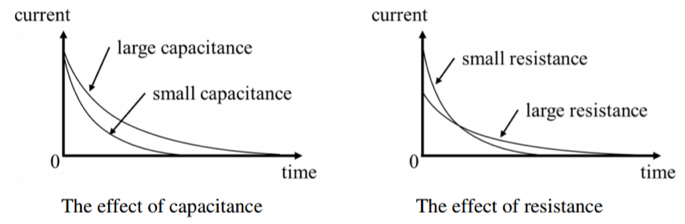 current
large capacitance
small capacitance
0
time
The effect of capacitance
current
small resistance
large resistance
0
time
The effect of resistance